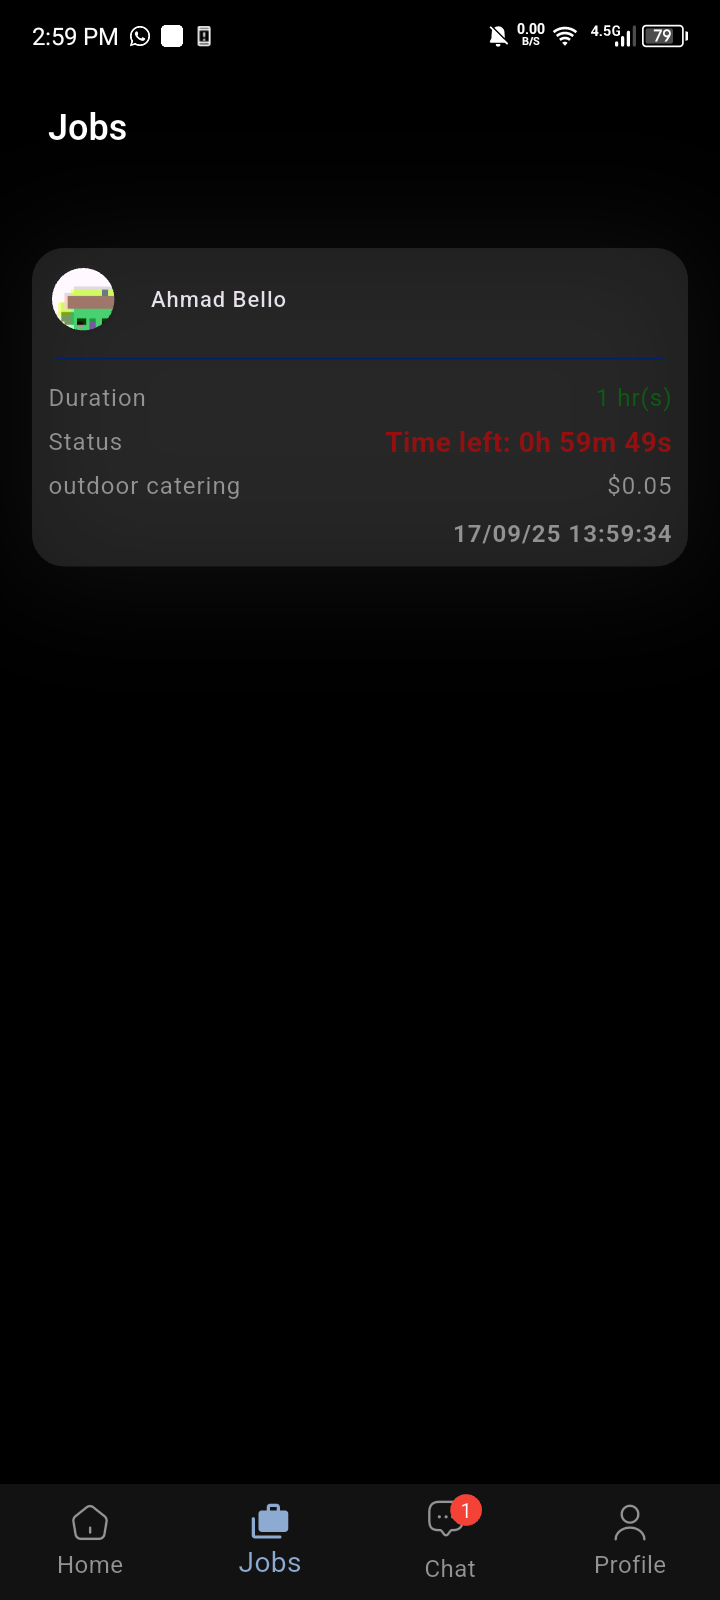 2:59 PM 0.00 B/S 4.5G 79
Jobs
Ahmad Bello
Duration 1 hr(s)
Status Time left: 0h 59m 49s
outdoor catering $0.05
17/09/25 13:59:34
1
Home Jobs Chat Profile